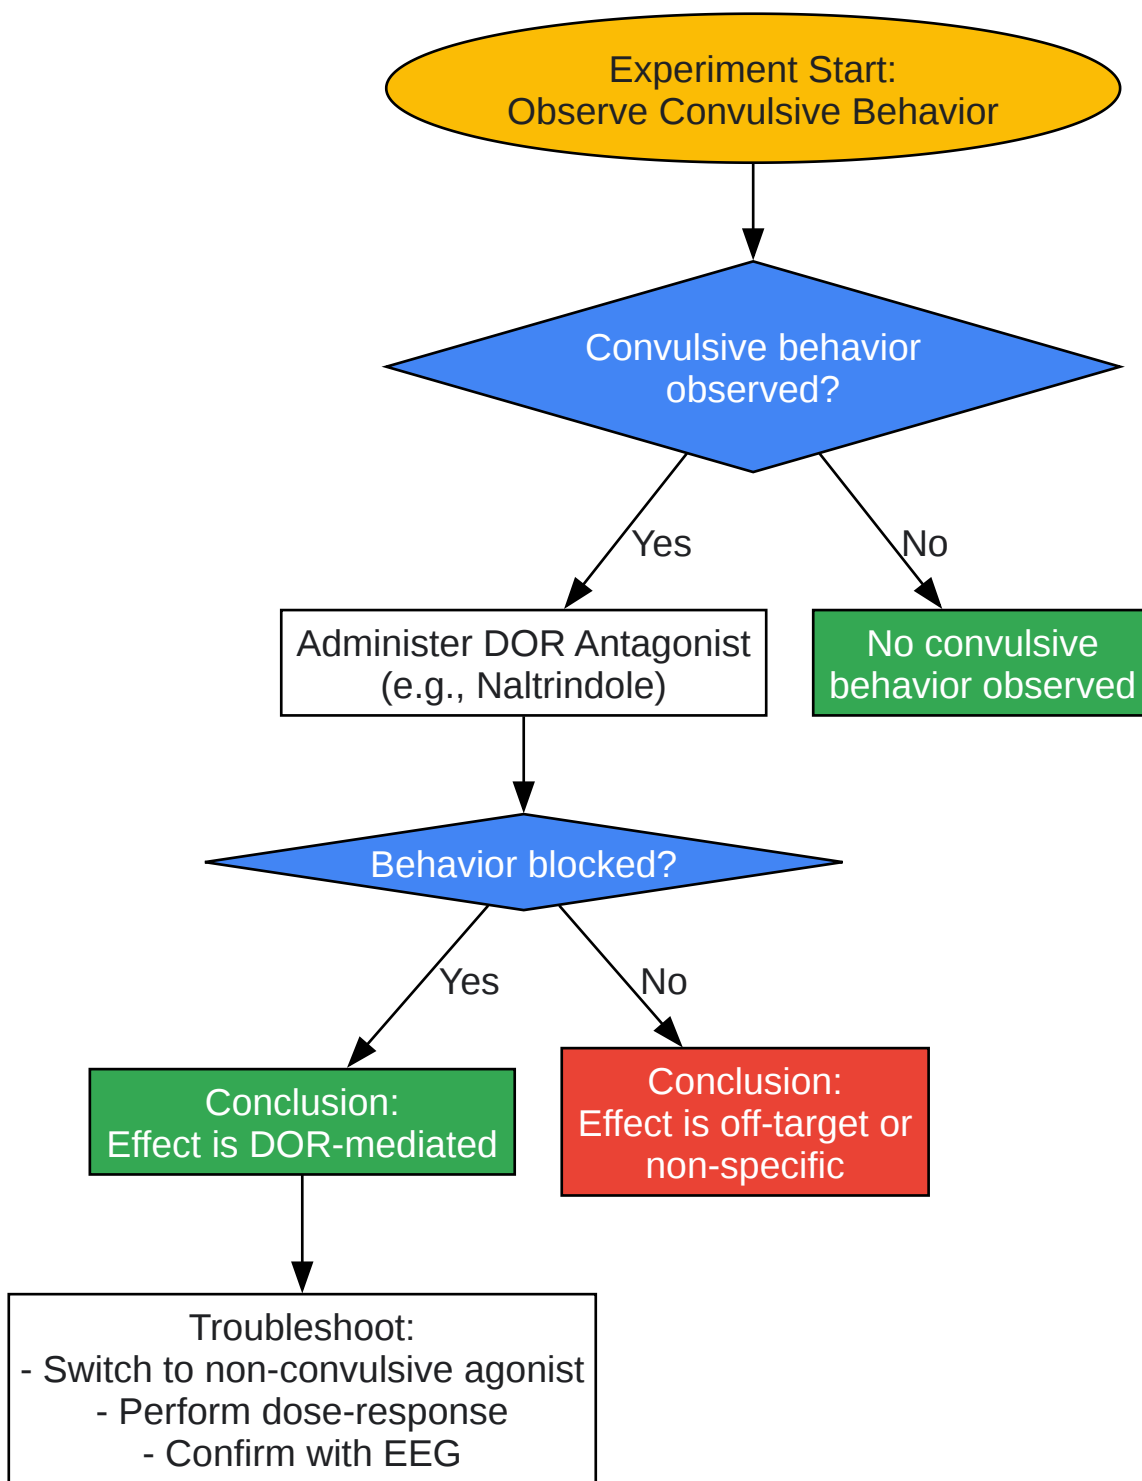 Experiment Start:
Observe Convulsive Behavior
Convulsive behavior
observed?
Yes
No
Administer DOR Antagonist
(e.g., Naltrindole)
No convulsive
behavior observed
Behavior blocked?
Yes
No
Conclusion:
Effect is DOR-mediated
Conclusion:
Effect is off-target or
non-specific
Troubleshoot:
- Switch to non-convulsive agonist
- Perform dose-response
- Confirm with EEG